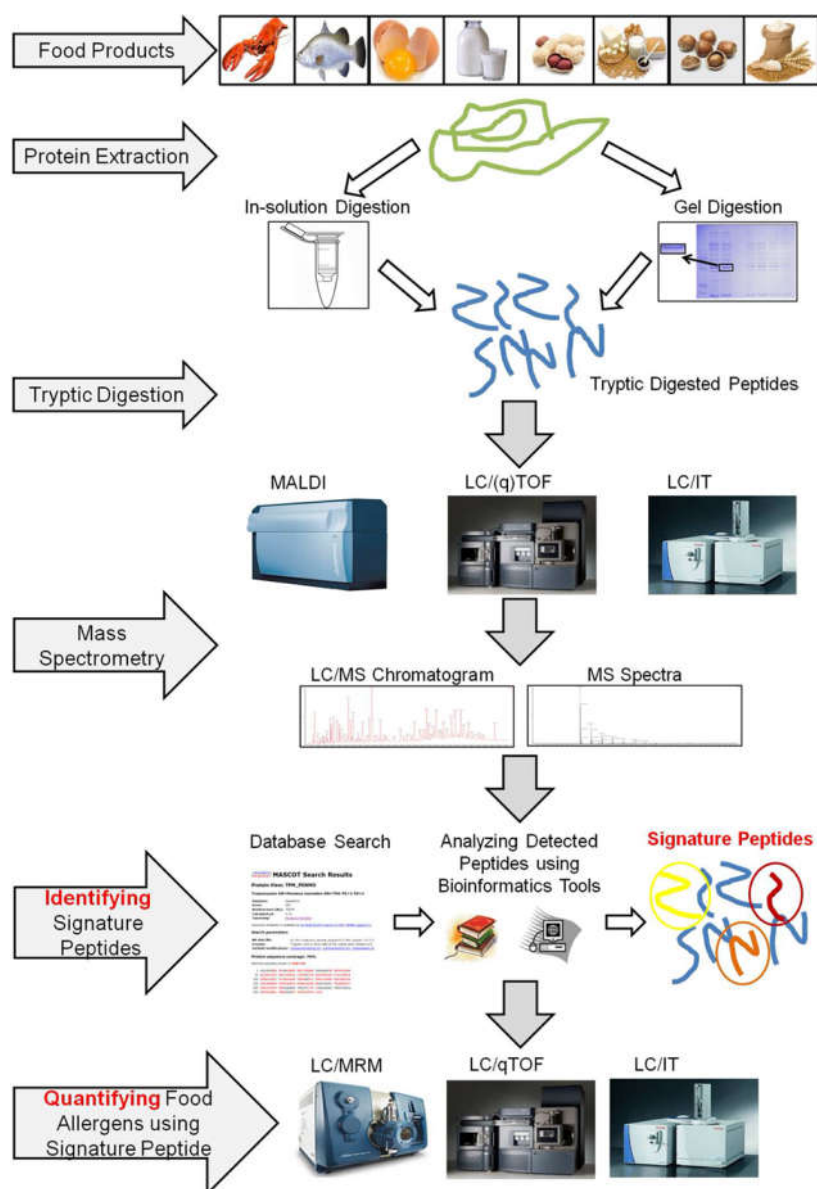 Food Products
Protein Extraction
In-solution Digestion
Gel Digestion
Tryptic Digestion
Tryptic Digested Peptides
MALDI
LC/(q)TOF
LC/IT
Mass
Spectrometry
LC/MS Chromatogram
MS Spectra
Identifying
Signature
Peptides
Database Search
MASCOT Search Results
Analyzing Detected
Peptides using
Bioinformatics Tools
Signature Peptides
Quantifying Food
Allergens using
Signature Peptide
LC/MRM
LC/qTOF
LC/IT